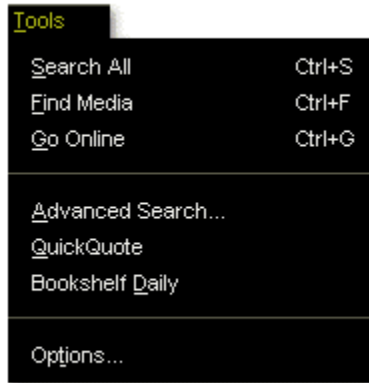 Tools
Search All Ctrl+S
Find Media Ctrl+F
Go Online Ctrl+G
Advanced Search...
QuickQuote
Bookshelf Daily
Options...